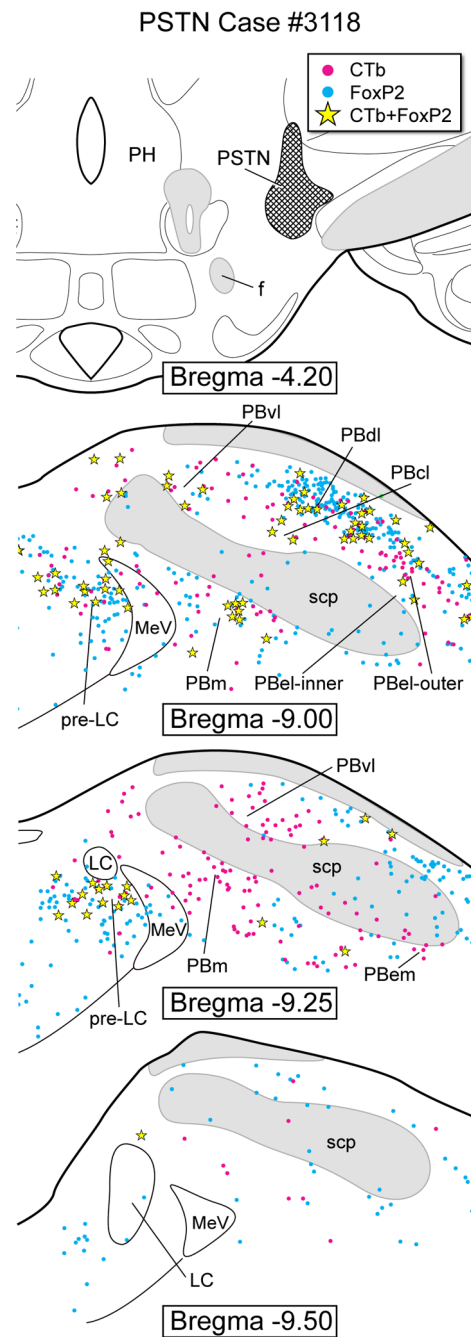 PSTN Case #3118
CTb
FoxP2
CTb+FoxP2
PH
PSTN
f
Bregma -4.20
PBvl
PBdl
PBcl
scp
MeV
PBm
PBel-inner
PBel-outer
pre-LC
Bregma -9.00
PBvl
LC
scp
MeV
PBm
PBem
pre-LC
Bregma -9.25
scp
MeV
LC
Bregma -9.50